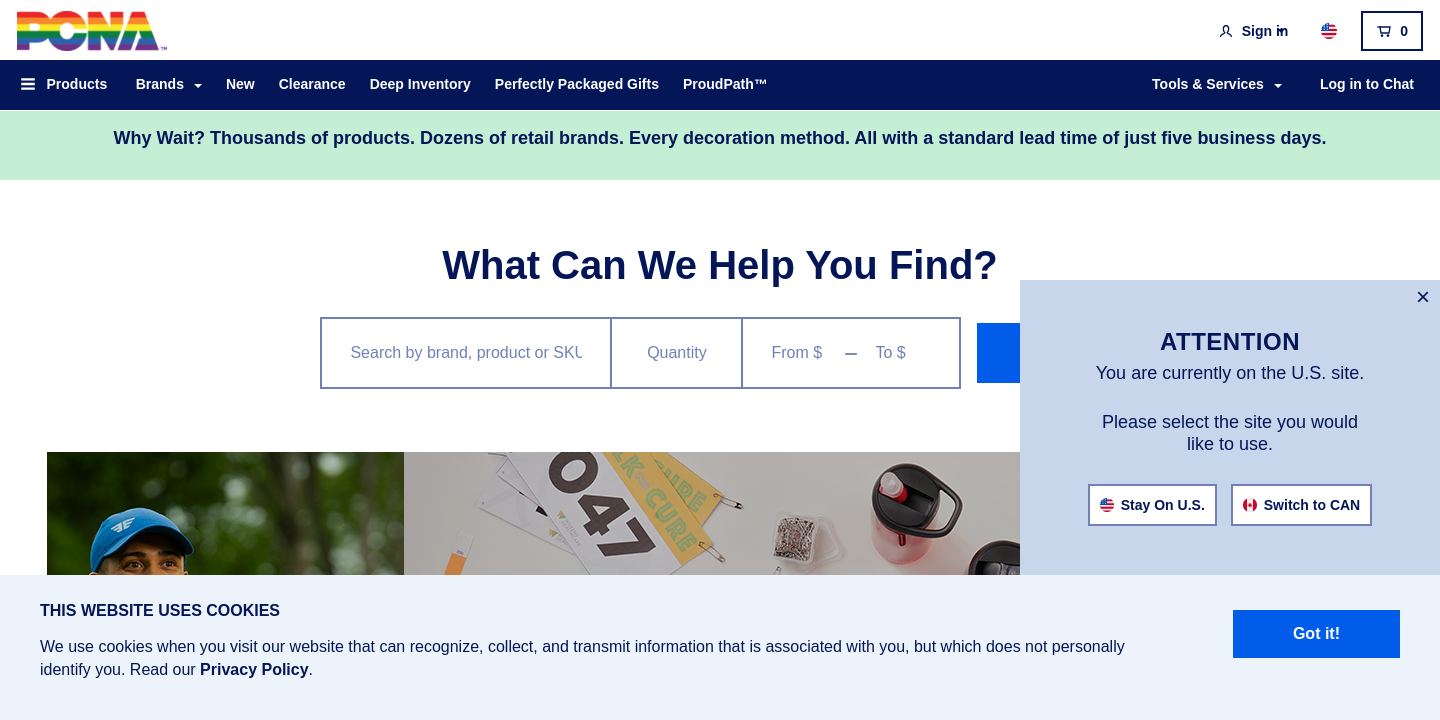 PCNA
Sign in
0
Products Brands New Clearance Deep Inventory Perfectly Packaged Gifts ProudPath™ Tools & Services Log in to Chat
Why Wait? Thousands of products. Dozens of retail brands. Every decoration method. All with a standard lead time of just five business days.
What Can We Help You Find?
Search by brand, product or SKU Quantity From $ — To $
×
ATTENTION
You are currently on the U.S. site.
Please select the site you would
like to use.
Stay On U.S. Switch to CAN
047
CURE
CURE
THIS WEBSITE USES COOKIES
We use cookies when you visit our website that can recognize, collect, and transmit information that is associated with you, but which does not personally
identify you. Read our Privacy Policy.
Got it!